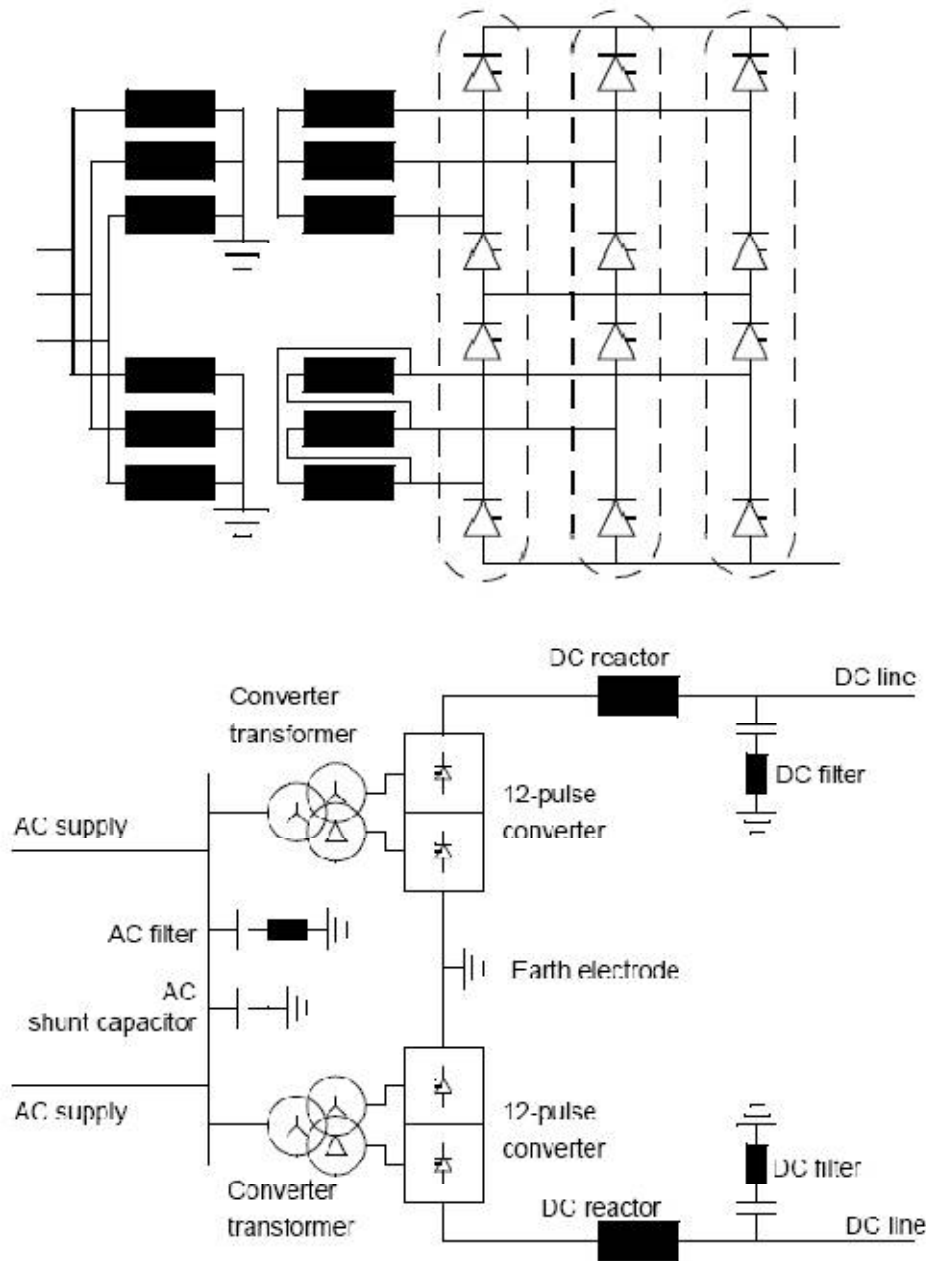 DC reactor
DC line
Converter
transformer
DC filter
12-pulse
converter
AC supply
AC filter
Earth electrode
AC
shunt capacitor
AC supply
12-pulse
converter
DC filter
Converter
transformer
DC reactor
DC line